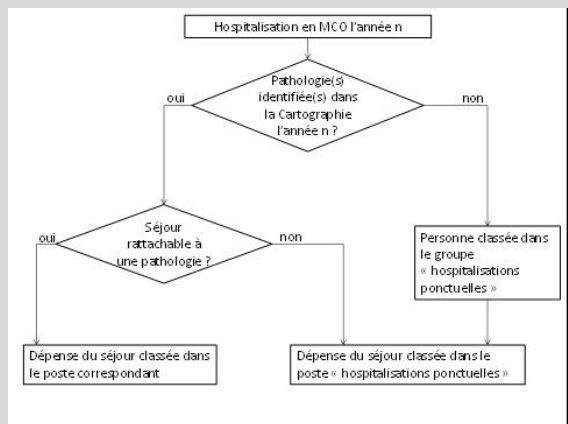 Hospitalisation en MCO l'année n
Pathologie(s)
identifiée(s) dans
la Cartographie
l'année n ?
oui
non
Séjour
rattachable à
une pathologie ?
oui
non
Personne classée dans
le groupe
« hospitalisations
ponctuelles »
Dépense du séjour classée dans
le poste correspondant
Dépense du séjour classée dans le
poste « hospitalisations ponctuelles »